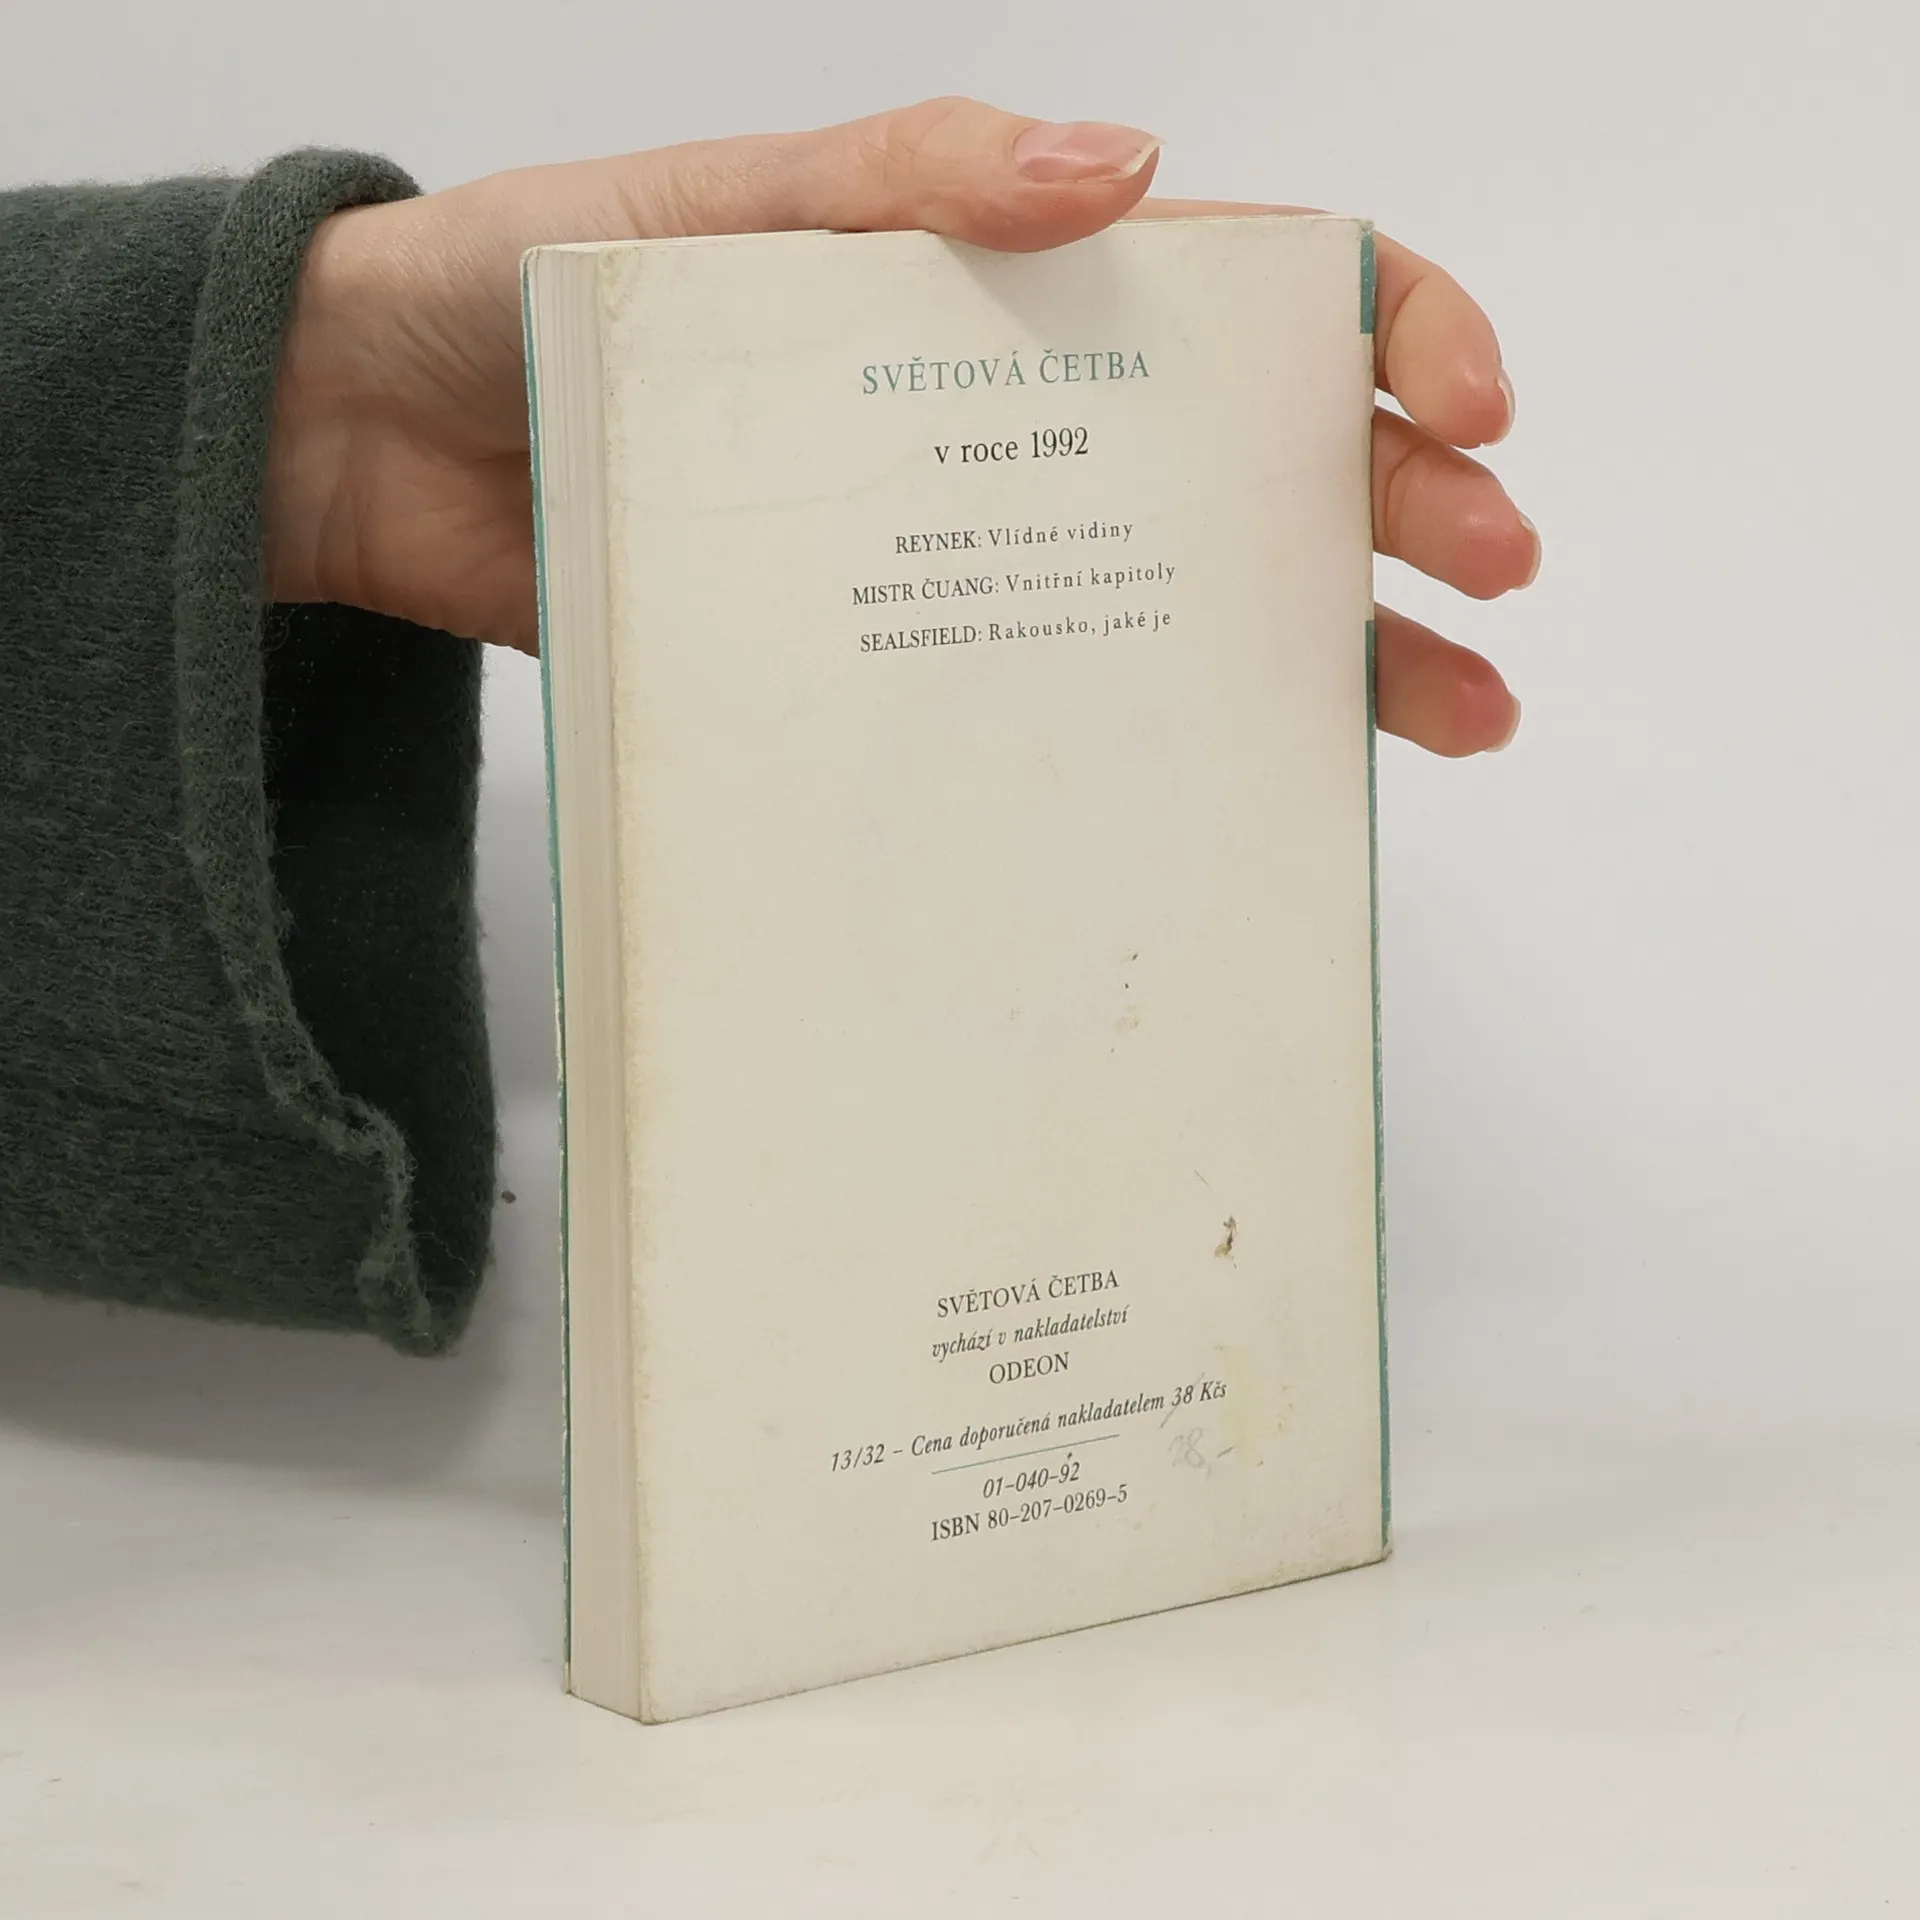 SVĚTOVÁ ČETBA
v roce 1992
REYNEK: Vlídné vidiny
MISTR ČUANG: Vnitřní kapitoly
SEALSFIELD: Rakousko, jaké je
SVĚTOVÁ ČETBA
vychází v nakladatelství
ODEON
13/32 – Cena doporučená nakladatelem 38 Kčs
28,-
01-040-92
ISBN 80-207-0269-5